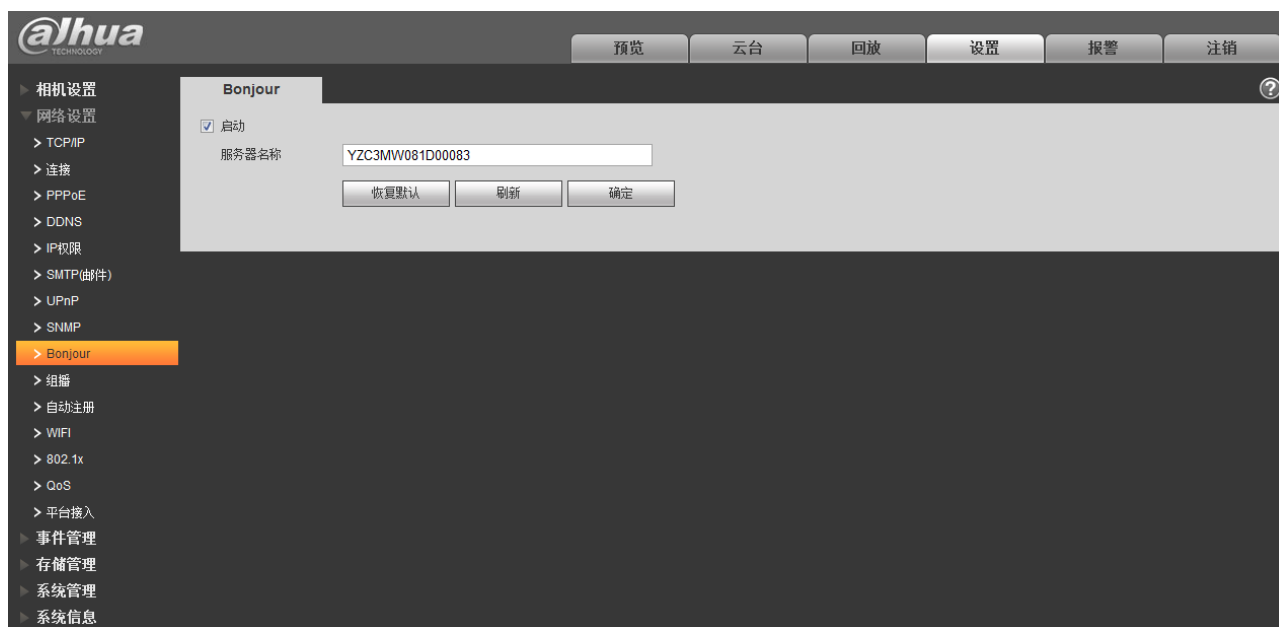 alhua
TECHNOLOGY
预览 云台 回放 设置 报警 注销
相机设置
网络设置
> TCP/IP
> 连接
> PPPoE
> DDNS
> IP权限
> SMTP(邮件)
> UPnP
> SNMP
> Bonjour
> 组播
> 自动注册
> WIFI
> 802.1x
> QoS
> 平台接入
事件管理
存储管理
系统管理
系统信息
Bonjour
?
启动
服务器名称 YZC3MW081D00083
恢复默认 刷新 确定